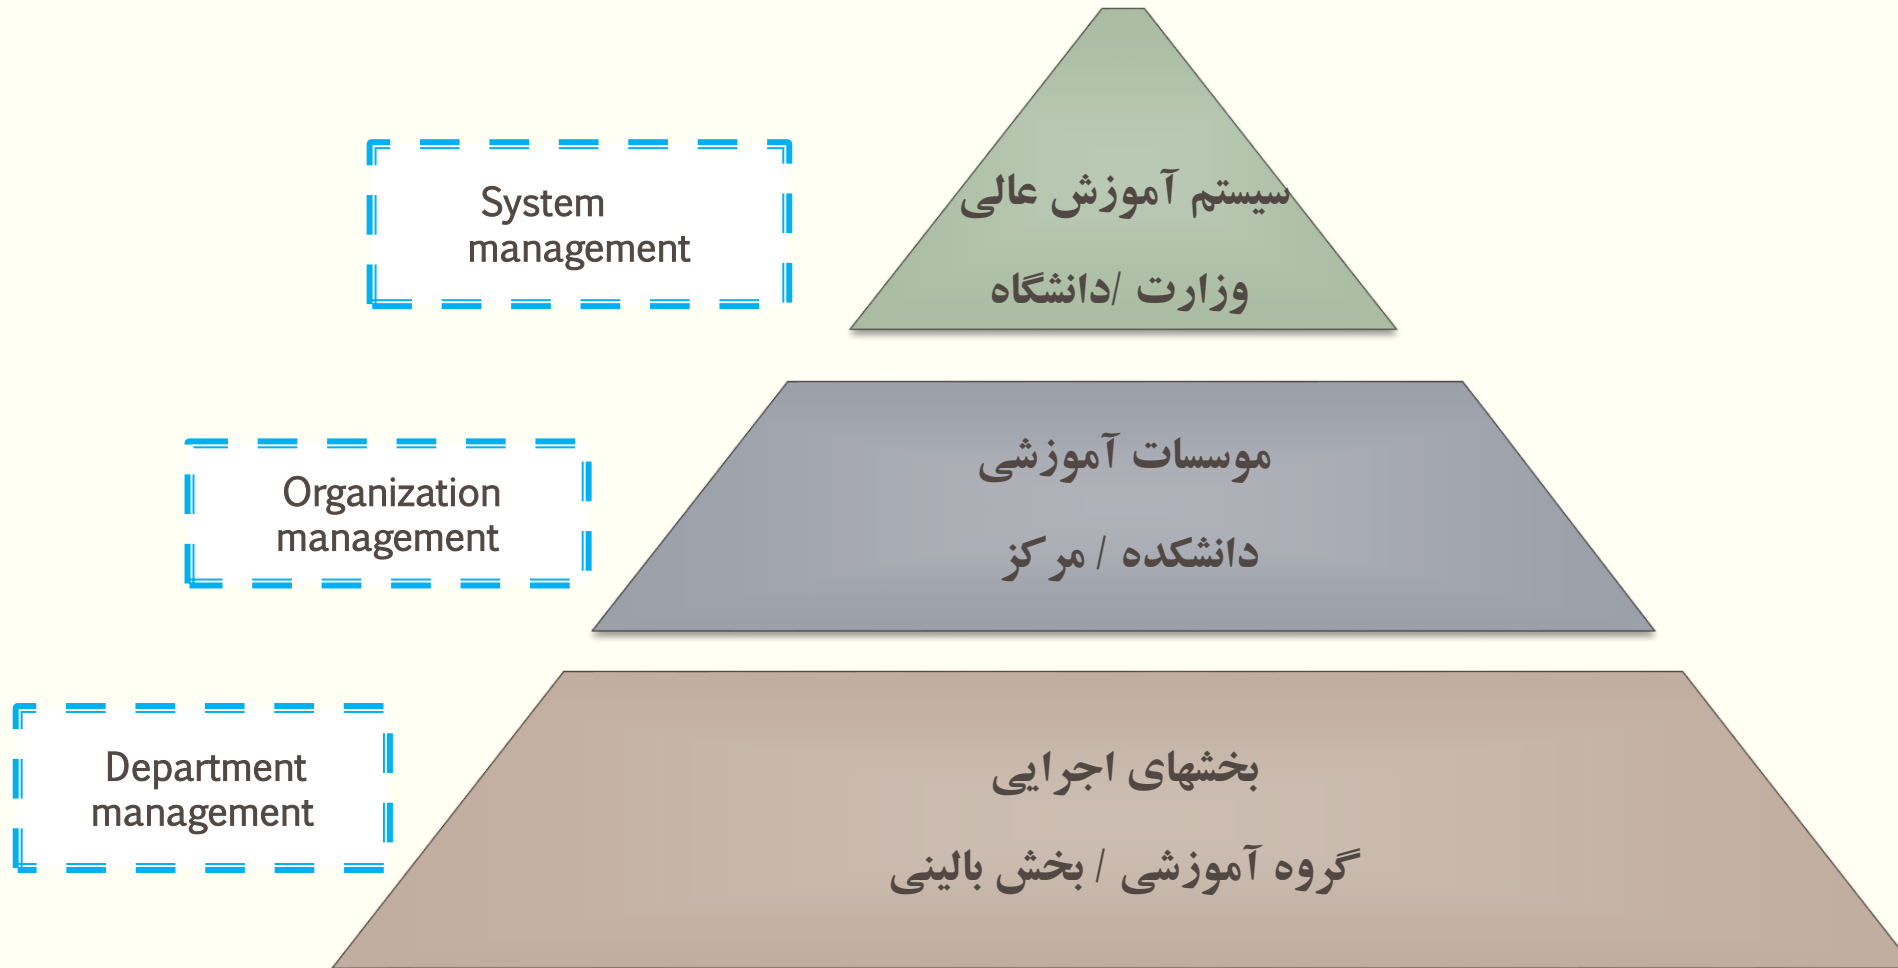 System
management
سیستم آموزش عالی
وزارت /دانشگاه
Organization
management
موسسات آموزشی
دانشکده / مرکز
Department
management
بخشهای اجرایی
گروه آموزشی / بخش بالینی